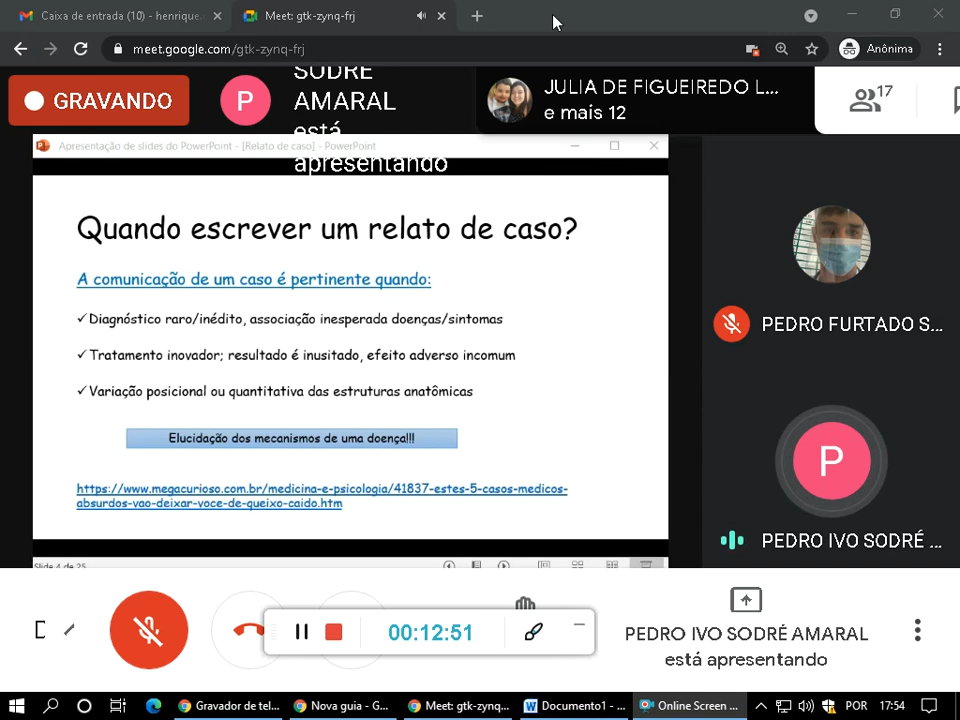 Caixa de entrada (10) - henrique.
Meet: gtk-zynq-frj
meet.google.com/gtk-zynq-frj
Anônima
GRAVANDO
P
SODRÉ
AMARAL
está
apresentando
JULIA DE FIGUEIREDO L...
e mais 12
17
Apresentação de slides do PowerPoint - [Relato de caso] - PowerPoint
Quando escrever um relato de caso?
A comunicação de um caso é pertinente quando:
✓Diagnóstico raro/inédito, associação inesperada doenças/sintomas
✓Tratamento inovador; resultado é inusitado, efeito adverso incomum
✓Variação posicional ou quantitativa das estruturas anatômicas
Elucidação dos mecanismos de uma doença!!!
https://www.megacurioso.com.br/medicina-e-psicologia/41837-estes-5-casos-medicos-
absurdos-vao-deixar-voce-de-queixo-caido.htm
Slide 4 de 25
PEDRO FURTADO S...
P
PEDRO IVO SODRÉ ...
00:12:51
PEDRO IVO SODRÉ AMARAL
está apresentando
Gravador de tel...
Nova guia - G...
Meet: gtk-zynq...
Documento1 - ...
Online Screen ...
POR
17:54